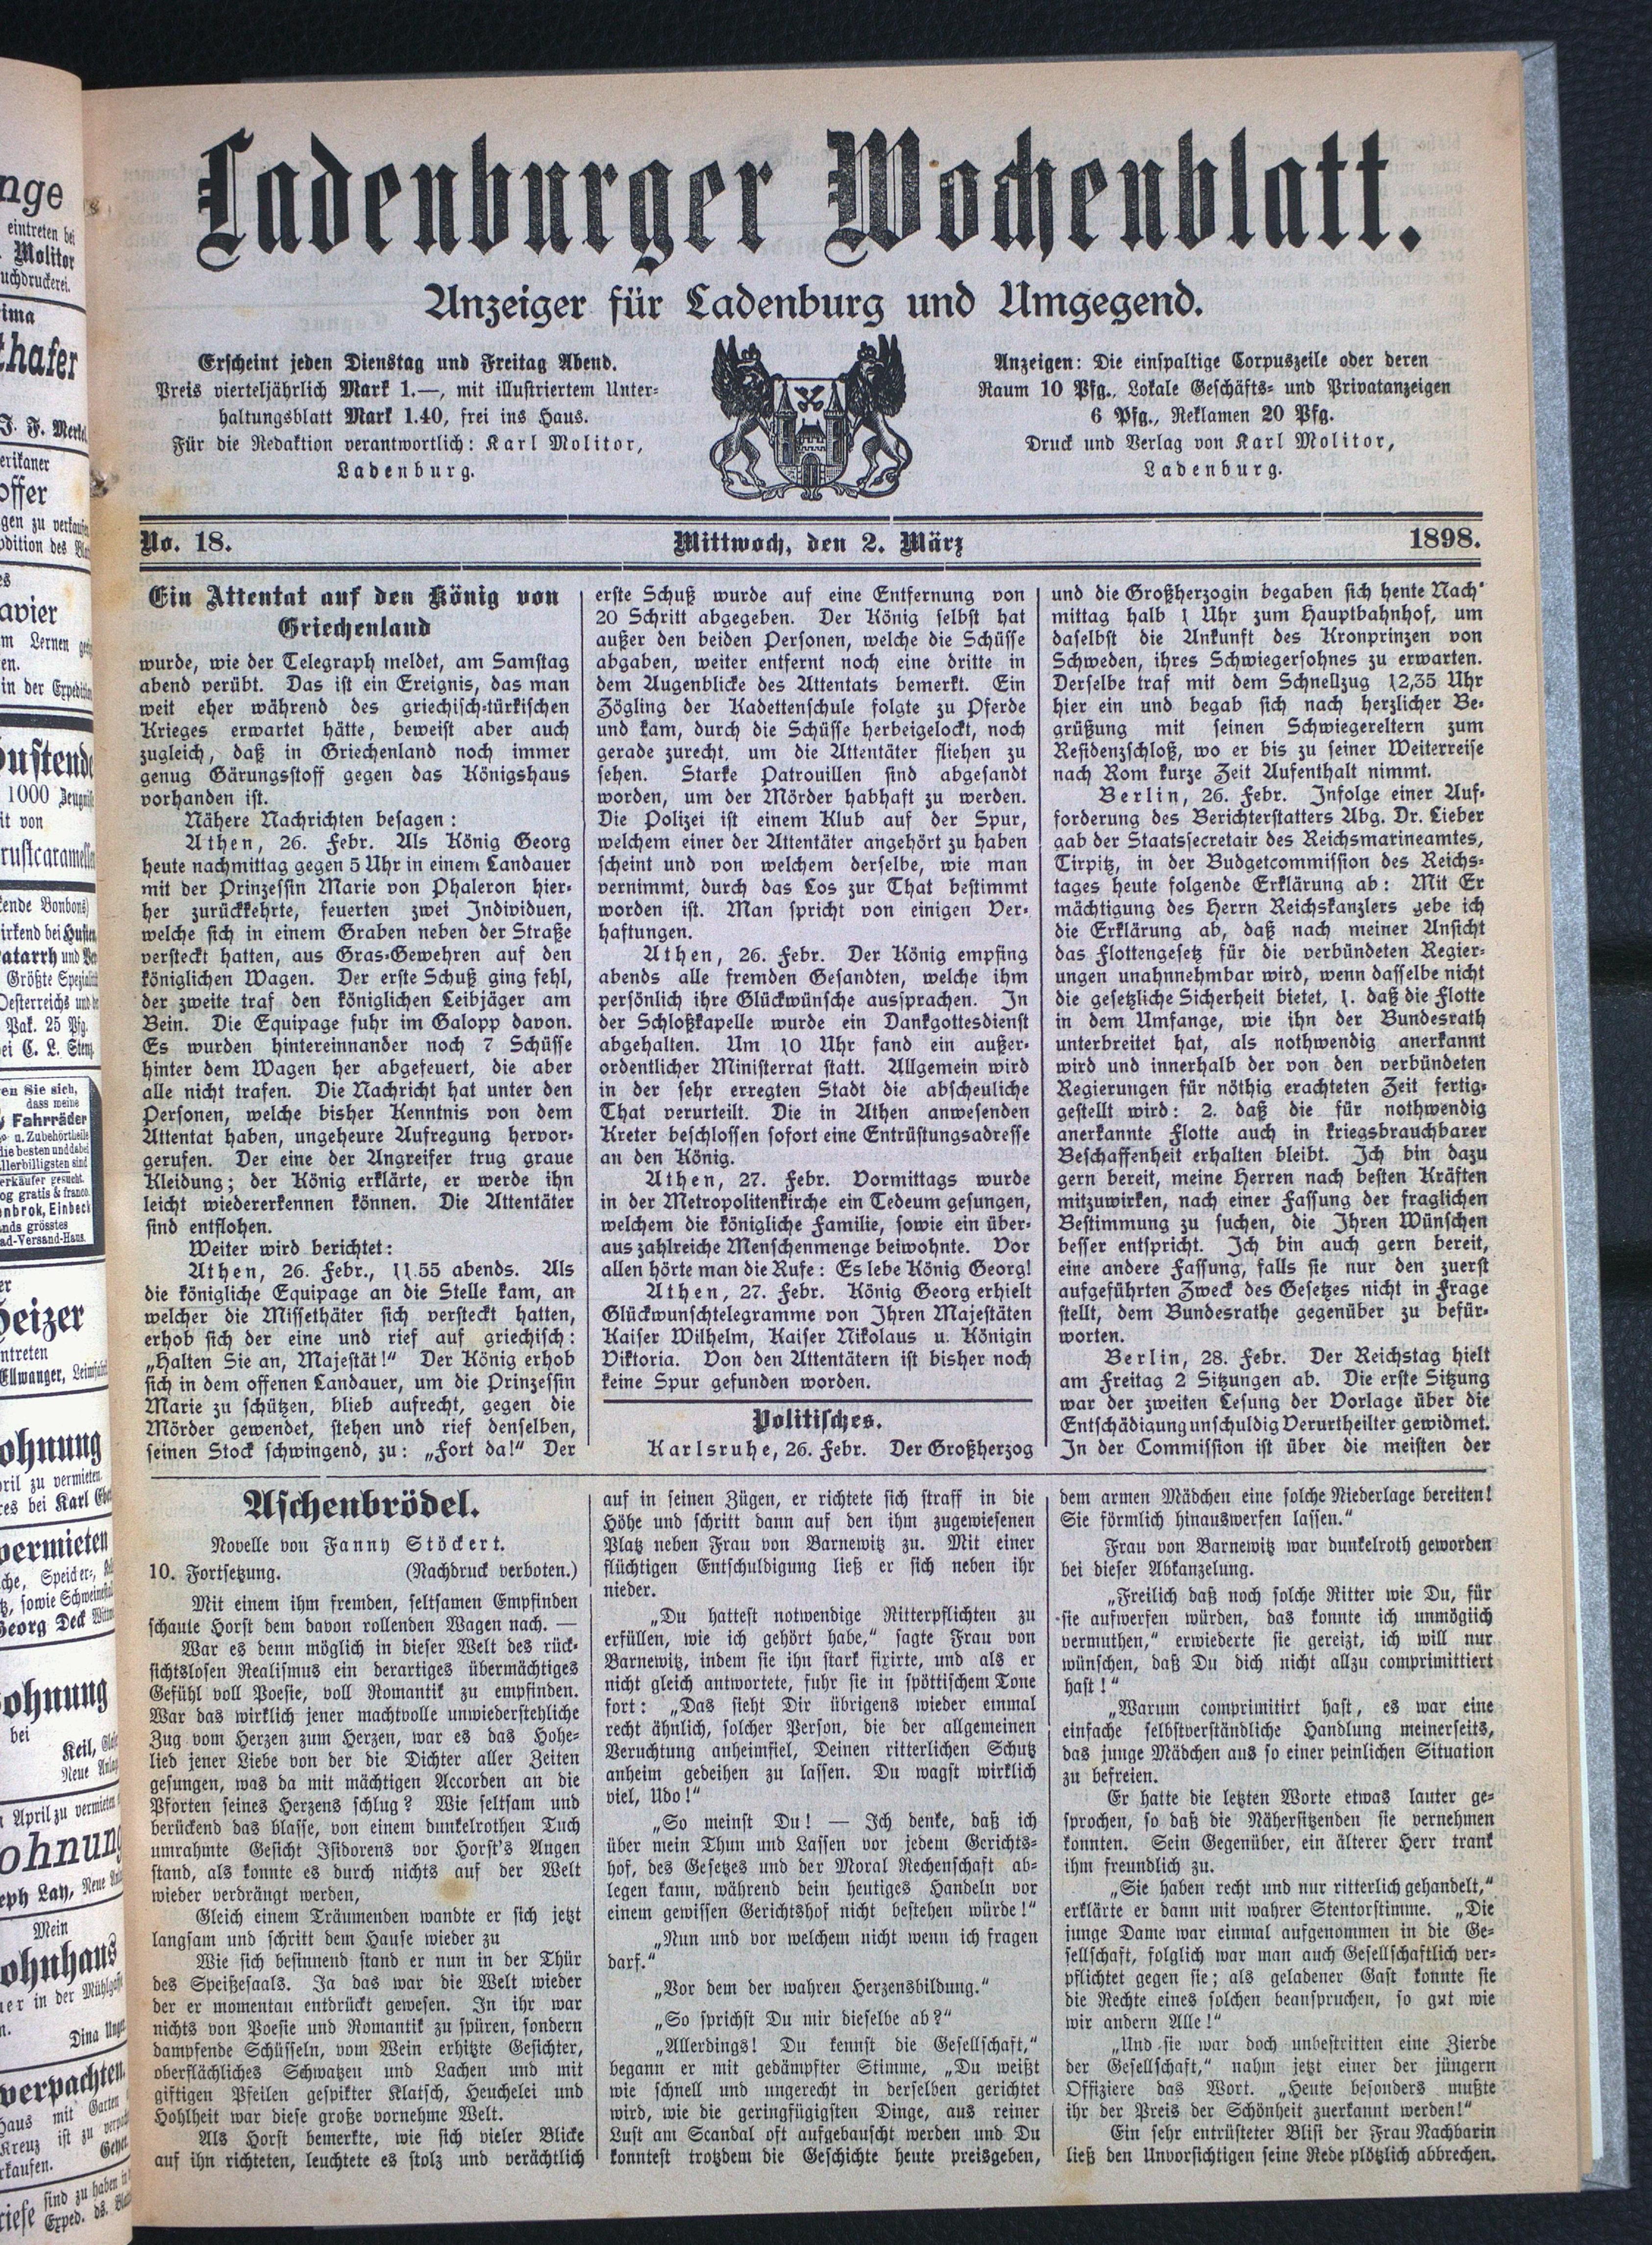 Ladenburger Wochenblatt.
Anzeiger für Ladenburg und Umgegend.
Erscheint jeden Dienstag und Freitag Abend.
Preis vierteljährlich Mark 1.—, mit illustriertem Unter-
haltungsblatt Mark 1.40, frei ins Haus.
Für die Redaktion verantwortlich: Karl Molitor,
Ladenburg.
Anzeigen: Die einspaltige Corpuszeile oder deren
Raum 10 Pfg., Lokale Geschäfts- und Privatanzeigen
6 Pfg., Reklamen 20 Pfg.
Druck und Verlag von Karl Molitor,
Ladenburg.
No. 18.
Mittwoch, den 2. März
1898.
Ein Attentat auf den König von
Griechenland
wurde, wie der Telegraph meldet, am Samstag
abend verübt. Das ist ein Ereignis, das man
weit eher während des griechisch-türkischen
Krieges erwartet hätte, beweist aber auch
zugleich, daß in Griechenland noch immer
genug Gärungsstoff gegen das Königshaus
vorhanden ist.
Nähere Nachrichten besagen:
Athen, 26. Febr. Als König Georg
heute nachmittag gegen 5 Uhr in einem Landauer
mit der Prinzessin Marie von Phaleron hier-
her zurückkehrte, feuerten zwei Individuen,
welche sich in einem Graben neben der Straße
versteckt hatten, aus Gras-Gewehren auf den
königlichen Wagen. Der erste Schuß ging fehl,
der zweite traf den königlichen Leibjäger am
Bein. Die Equipage fuhr im Galopp davon.
Es wurden hintereinnander noch 7 Schüsse
hinter dem Wagen her abgefeuert, die aber
alle nicht trafen. Die Nachricht hat unter den
Personen, welche bisher Kenntnis von dem
Attentat haben, ungeheure Aufregung hervor-
gerufen. Der eine der Angreifer trug graue
Kleidung; der König erklärte, er werde ihn
leicht wiedererkennen können. Die Attentäter
sind entflohen.
Weiter wird berichtet:
Athen, 26. Febr., 11.55 abends. Als
die königliche Equipage an die Stelle kam, an
welcher die Missethäter sich versteckt hatten,
erhob sich der eine und rief auf griechisch:
„Halten Sie an, Majestät!“ Der König erhob
sich in dem offenen Landauer, um die Prinzessin
Marie zu schützen, blieb aufrecht, gegen die
Mörder gewendet, stehen und rief denselben,
seinen Stock schwingend, zu: „Fort da!“ Der
erste Schuß wurde auf eine Entfernung von
20 Schritt abgegeben. Der König selbst hat
außer den beiden Personen, welche die Schüsse
abgaben, weiter entfernt noch eine dritte in
dem Augenblicke des Attentats bemerkt. Ein
Zögling der Kadettenschule folgte zu Pferde
und kam, durch die Schüsse herbeigelockt, noch
gerade zurecht, um die Attentäter fliehen zu
sehen. Starke Patrouillen sind abgesandt
worden, um der Mörder habhaft zu werden.
Die Polizei ist einem Klub auf der Spur,
welchem einer der Attentäter angehört zu haben
scheint und von welchem derselbe, wie man
vernimmt, durch das Los zur That bestimmt
worden ist. Man spricht von einigen Ver-
haftungen.
Athen, 26. Febr. Der König empfing
abends alle fremden Gesandten, welche ihm
persönlich ihre Glückwünsche aussprachen. In
der Schloßkapelle wurde ein Dankgottesdienst
abgehalten. Um 10 Uhr fand ein außer-
ordentlicher Ministerrat statt. Allgemein wird
in der sehr erregten Stadt die abscheuliche
That verurteilt. Die in Athen anwesenden
Kreter beschlossen sofort eine Entrüstungsadresse
an den König.
Athen, 27. Febr. Vormittags wurde
in der Metropolitenkirche ein Tedeum gesungen,
welchem die königliche Familie, sowie ein über-
aus zahlreiche Menschenmenge beiwohnte. Vor
allen hörte man die Rufe: Es lebe König Georg!
Athen, 27. Febr. König Georg erhielt
Glückwunschtelegramme von Ihren Majestäten
Kaiser Wilhelm, Kaiser Nikolaus u. Königin
Viktoria. Von den Attentätern ist bisher noch
keine Spur gefunden worden.
Politisches.
Karlsruhe, 26. Febr. Der Großherzog
und die Großherzogin begaben sich heute Nach-
mittag halb 1 Uhr zum Hauptbahnhof, um
daselbst die Ankunft des Kronprinzen von
Schweden, ihres Schwiegersohnes zu erwarten.
Derselbe traf mit dem Schnellzug 12,35 Uhr
hier ein und begab sich nach herzlicher Be-
grüßung mit seinen Schwiegereltern zum
Residenzschloß, wo er bis zu seiner Weiterreise
nach Rom kurze Zeit Aufenthalt nimmt.
Berlin, 26. Febr. Infolge einer Auf-
forderung des Berichterstatters Abg. Dr. Lieber
gab der Staatssecretair des Reichsmarineamtes,
Tirpitz, in der Budgetcommission des Reichs-
tages heute folgende Erklärung ab: Mit Er
mächtigung des Herrn Reichskanzlers gebe ich
die Erklärung ab, daß nach meiner Ansicht
das Flottengesetz für die verbündeten Regier-
ungen unahnnehmbar wird, wenn dasselbe nicht
die gesetzliche Sicherheit bietet, 1. daß die Flotte
in dem Umfange, wie ihn der Bundesrath
unterbreitet hat, als nothwendig anerkannt
wird und innerhalb der von den verbündeten
Regierungen für nöthig erachteten Zeit fertig-
gestellt wird: 2. daß die für nothwendig
anerkannte Flotte auch in kriegsbrauchbarer
Beschaffenheit erhalten bleibt. Ich bin dazu
gern bereit, meine Herren nach besten Kräften
mitzuwirken, nach einer Fassung der fraglichen
Bestimmung zu suchen, die Ihren Wünschen
besser entspricht. Ich bin auch gern bereit,
eine andere Fassung, falls sie nur den zuerst
aufgeführten Zweck des Gesetzes nicht in Frage
stellt, dem Bundesrathe gegenüber zu befür-
worten.
Berlin, 28. Febr. Der Reichstag hielt
am Freitag 2 Sitzungen ab. Die erste Sitzung
war der zweiten Lesung der Vorlage über die
Entschädigung unschuldig Verurtheilter gewidmet.
In der Commission ist über die meisten der
Aschenbrödel.
Novelle von Fanny Stöckert.
10. Fortsetzung. (Nachdruck verboten.)
Mit einem ihm fremden, seltsamen Empfinden
schaute Horst dem davon rollenden Wagen nach. —
War es denn möglich in dieser Welt des rück-
sichtslosen Realismus ein derartiges übermächtiges
Gefühl voll Poesie, voll Romantik zu empfinden.
War das wirklich jener machtvolle unwiederstehliche
Zug vom Herzen zum Herzen, war es das Hohe-
lied jener Liebe von der die Dichter aller Zeiten
gesungen, was da mit mächtigen Accorden an die
Pforten seines Herzens schlug? Wie seltsam und
berückend das blasse, von einem dunkelrothen Tuch
umrahmte Gesicht Isidorens vor Horst's Augen
stand, als konnte es durch nichts auf der Welt
wieder verdrängt werden,
Gleich einem Träumenden wandte er sich jetzt
langsam und schritt dem Hause wieder zu
Wie sich besinnend stand er nun in der Thür
des Speißesaals. Ja das war die Welt wieder
der er momentan entdrückt gewesen. In ihr war
nichts von Poesie und Romantik zu spüren, sondern
dampfende Schüsseln, vom Wein erhitzte Gesichter,
oberflächliches Schwatzen und Lachen und mit
giftigen Pfeilen gespikter Klatsch, Heuchelei und
Hohlheit war diese große vornehme Welt.
Als Horst bemerkte, wie sich vieler Blicke
auf ihn richteten, leuchtete es stolz und verächtlich
auf in seinen Zügen, er richtete sich straff in die
Höhe und schritt dann auf den ihm zugewiesenen
Platz neben Frau von Barnewitz zu. Mit einer
flüchtigen Entschuldigung ließ er sich neben ihr
nieder.
„Du hattest notwendige Ritterpflichten zu
erfüllen, wie ich gehört habe,“ sagte Frau von
Barnewitz, indem sie ihn stark fixirte, und als er
nicht gleich antwortete, fuhr sie in spöttischem Tone
fort: „Das sieht Dir übrigens wieder einmal
recht ähnlich, solcher Person, die der allgemeinen
Veruchtung anheimfiel, Deinen ritterlichen Schutz
anheim gedeihen zu lassen. Du wagst wirklich
viel, Udo!“
„So meinst Du! — Ich denke, daß ich
über mein Thun und Lassen vor jedem Gerichts-
hof, des Gesetzes und der Moral Rechenschaft ab-
legen kann, während dein heutiges Handeln vor
einem gewissen Gerichtshof nicht bestehen würde!“
„Nun und vor welchem nicht wenn ich fragen
darf.“
„Vor dem der wahren Herzensbildung.“
„So sprichst Du mir dieselbe ab?“
„Allerdings! Du kennst die Gesellschaft,“
begann er mit gedämpfter Stimme, „Du weißt
wie schnell und ungerecht in derselben gerichtet
wird, wie die geringfügigsten Dinge, aus reiner
Lust am Scandal oft aufgebauscht werden und Du
konntest trotzdem die Geschichte heute preisgeben,
dem armen Mädchen eine solche Niederlage bereiten!
Sie förmlich hinauswerfen lassen.“
Frau von Barnewitz war dunkelroth geworden
bei dieser Abkanzelung.
„Freilich daß noch solche Ritter wie Du, für
sie aufwerfen würden, das konnte ich unmögiich
vermuthen,“ erwiederte sie gereizt, ich will nur
wünschen, daß Du dich nicht allzu comprimittiert
hast!“
„Warum comprimitirt hast, es war eine
einfache selbstverständliche Handlung meinerseits,
das junge Mädchen aus so einer peinlichen Situation
zu befreien.
Er hatte die letzten Worte etwas lauter ge-
sprochen, so daß die Nähersitzenden sie vernehmen
konnten. Sein Gegenüber, ein älterer Herr trank
ihm freundlich zu.
„Sie haben recht und nur ritterlich gehandelt,“
erklärte er dann mit wahrer Stentorstimme. „Die
junge Dame war einmal aufgenommen in die Ge-
sellschaft, folglich war man auch Gesellschaftlich ver-
pflichtet gegen sie; als geladener Gast konnte sie
die Rechte eines solchen beanspruchen, so gut wie
wir andern Alle!“
„Und sie war doch unbestritten eine Zierde
der Gesellschaft,“ nahm jetzt einer der jüngern
Offiziere das Wort. „Heute besonders mußte
ihr der Preis der Schönheit zuerkannt werden!“
Ein sehr entrüsteter Blist der Frau Nachbarin
ließ den Unvorsichtigen seine Rede plötzlich abbrechen.